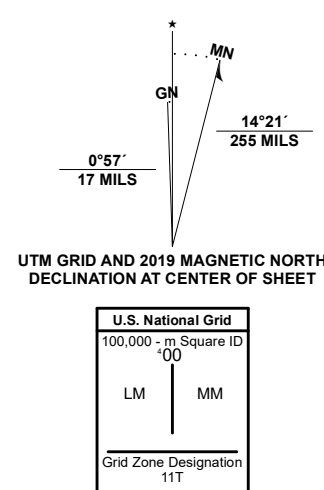 ★
MN
GN
14°21´
255 MILS
0°57´
17 MILS
UTM GRID AND 2019 MAGNETIC NORTH
DECLINATION AT CENTER OF SHEET
U.S. National Grid
100,000 - m Square ID
⁴00
LM MM
Grid Zone Designation
11T